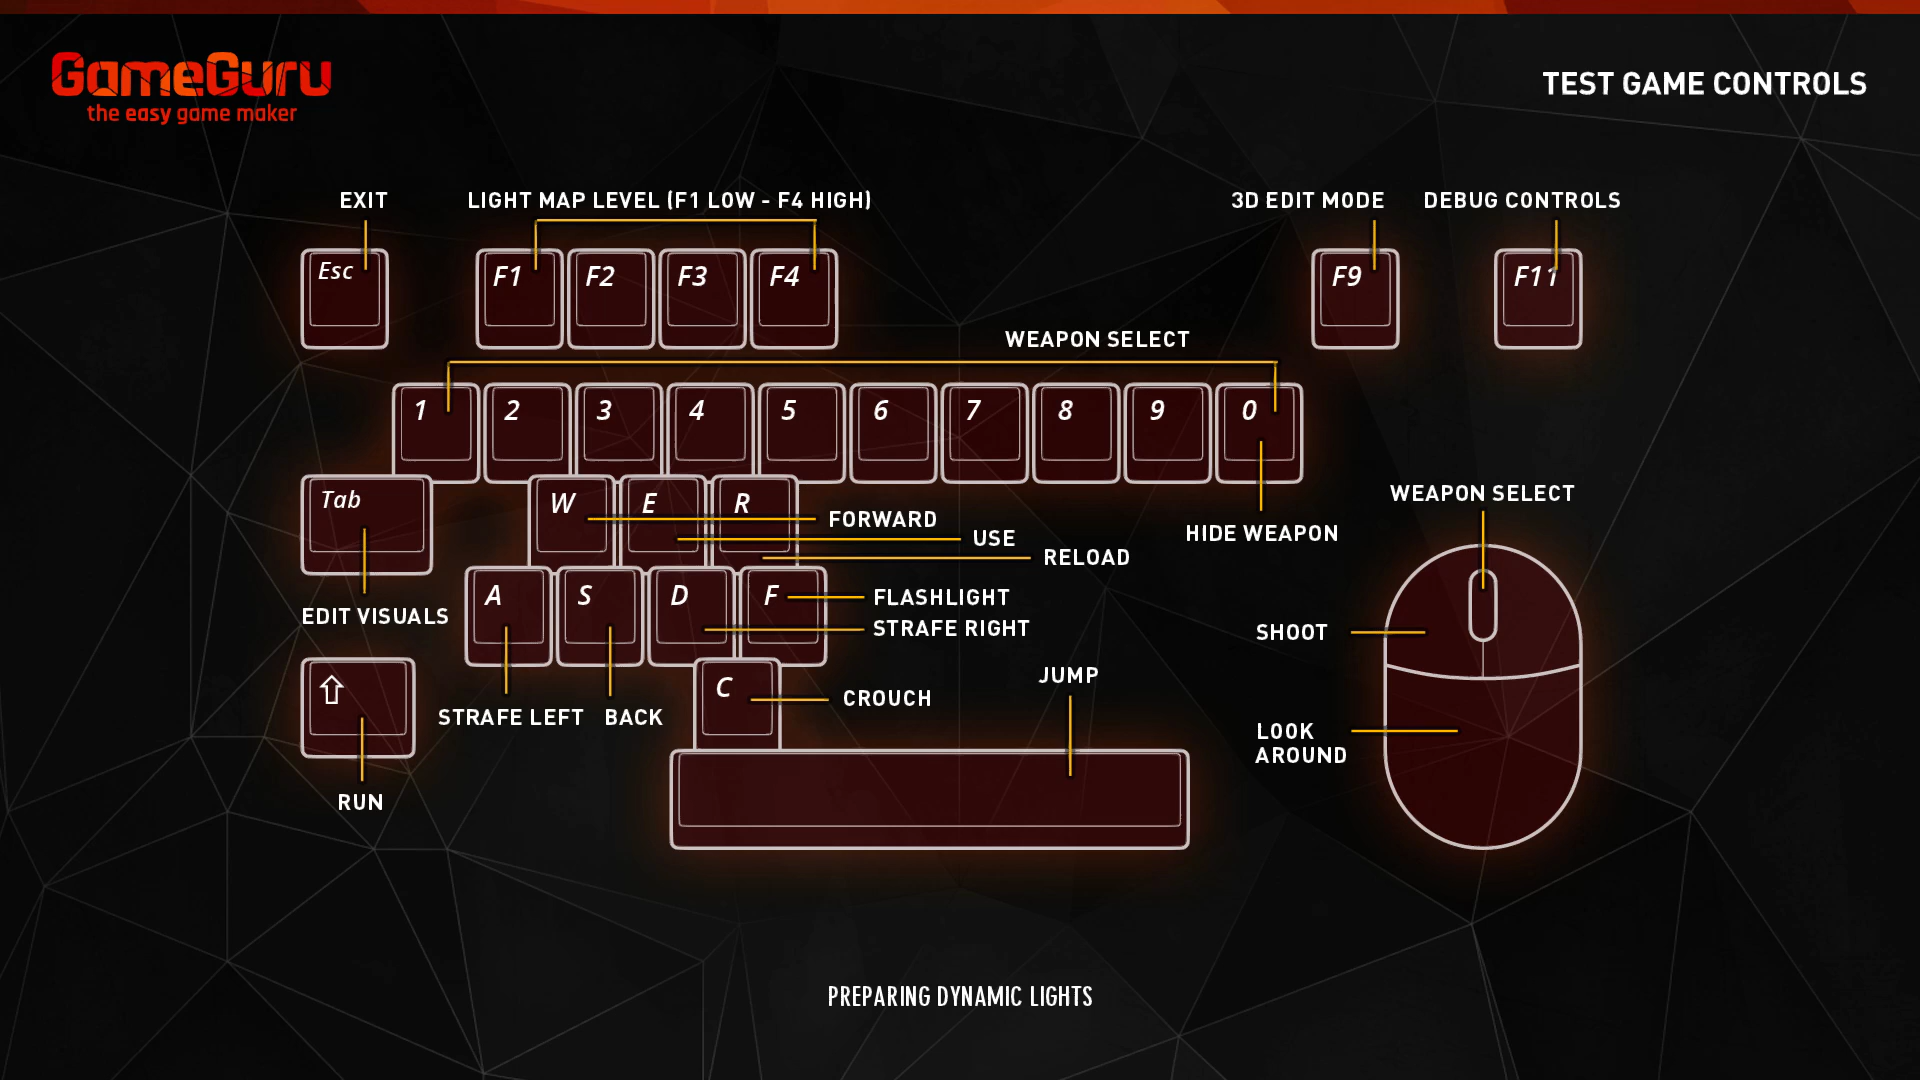 GameGuru
the easy game maker
TEST GAME CONTROLS
EXIT
LIGHT MAP LEVEL (F1 LOW - F4 HIGH)
3D EDIT MODE
DEBUG CONTROLS
Esc
F1
F2
F3
F4
F9
F11
WEAPON SELECT
1
2
3
4
5
6
7
8
9
0
Tab
W
E
R
FORWARD
USE
RELOAD
HIDE WEAPON
WEAPON SELECT
EDIT VISUALS
A
S
D
F
FLASHLIGHT
STRAFE RIGHT
SHOOT
STRAFE LEFT
BACK
C
CROUCH
JUMP
LOOK
AROUND
RUN
PREPARING DYNAMIC LIGHTS